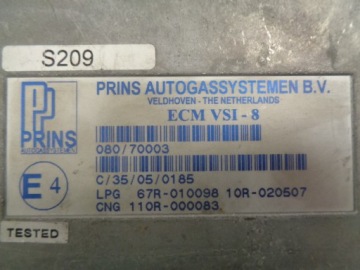 S209
PRINS AUTOGASSYSTEMEN B.V.
VELDHOVEN - THE NETHERLANDS
ECM VSI - 8
PRINS
AUTOGASSYSTEMEN
080/70003
E 4
C/35/05/0185
LPG 67R-010098 10R-020507
CNG 110R-000083
TESTED